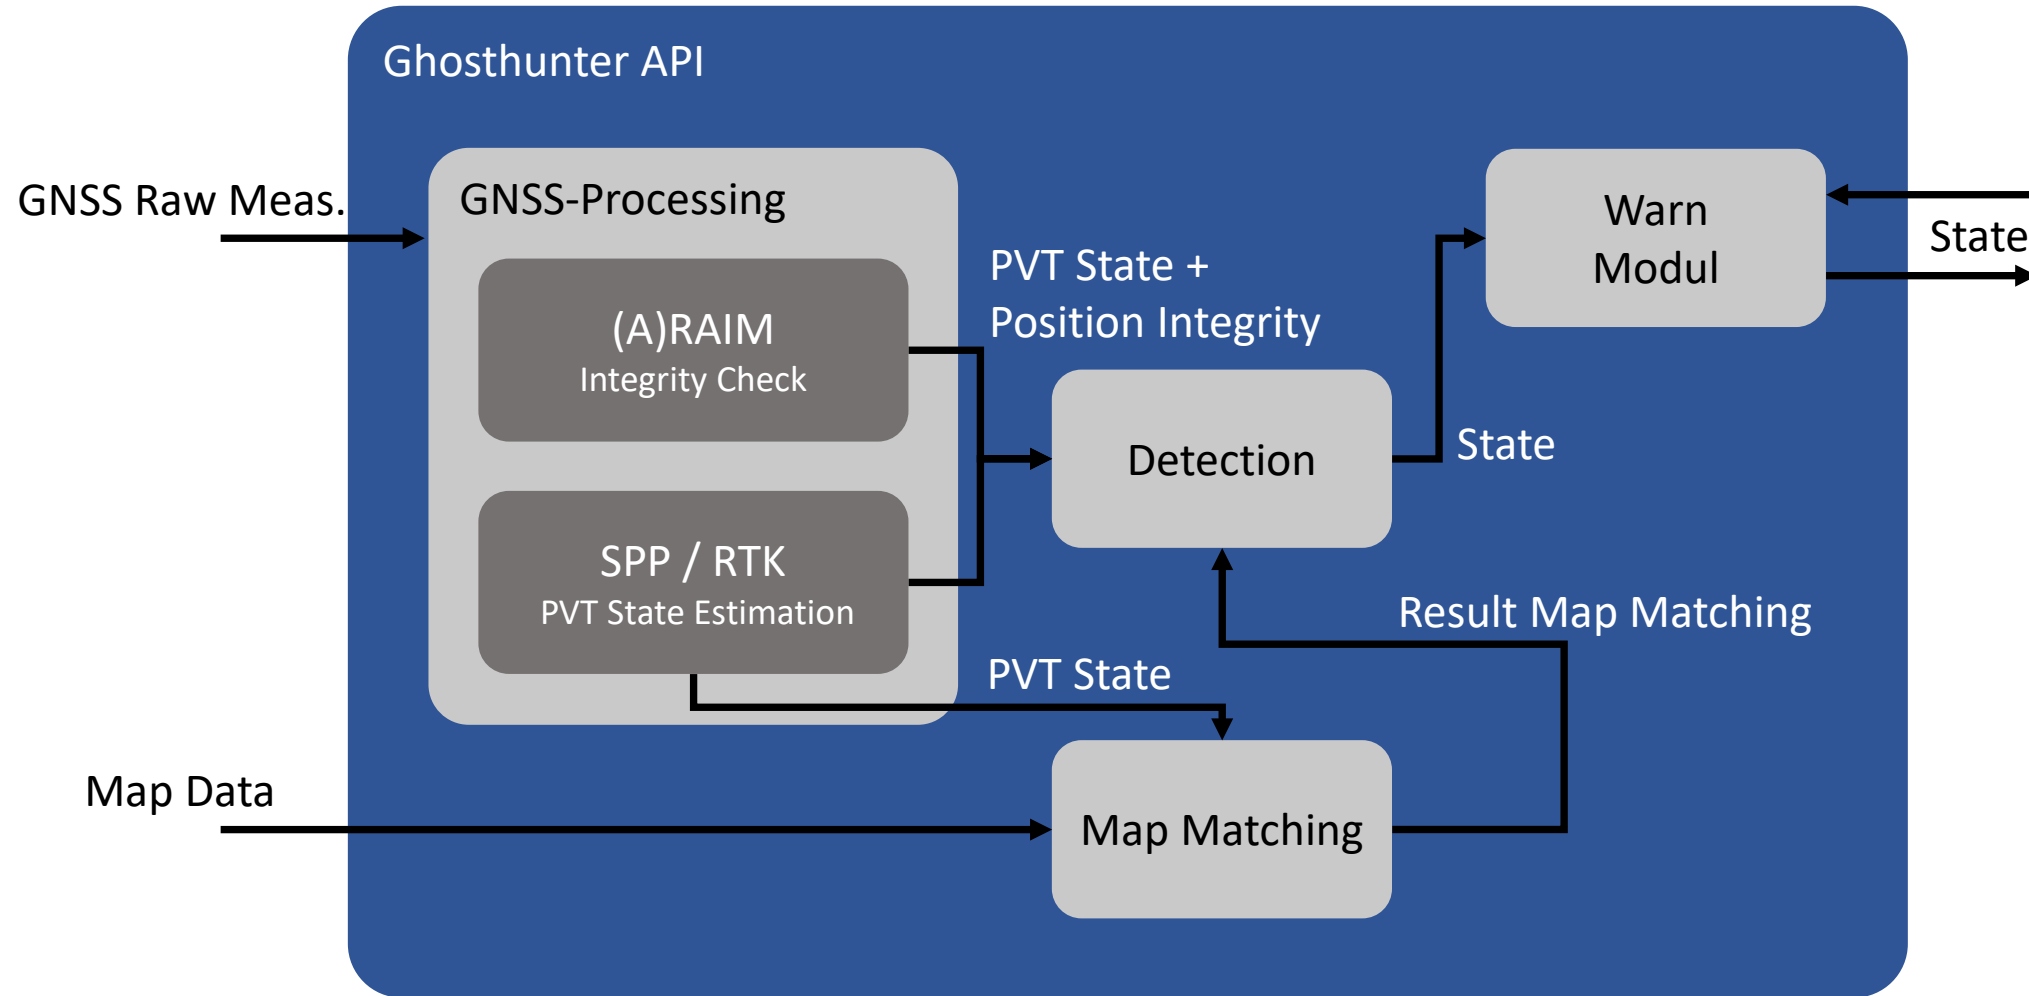 Ghosthunter API
GNSS Raw Meas.
GNSS-Processing
(A)RAIM
Integrity Check
SPP / RTK
PVT State Estimation
PVT State +
Position Integrity
Detection
State
Warn
Modul
State
Result Map Matching
PVT State
Map Data
Map Matching